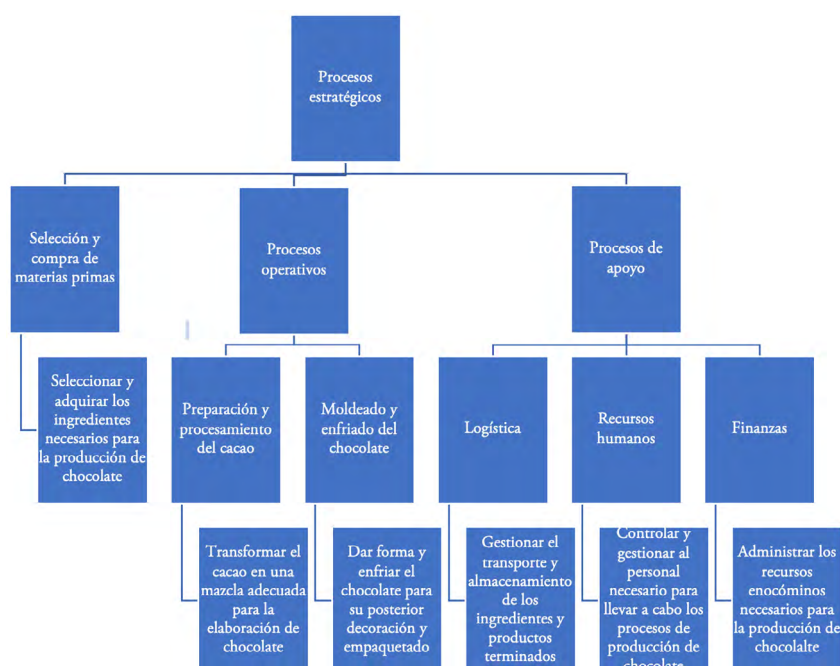 Procesos
estratégicos
Selección y
compra de
materias primas
Procesos
operativos
Procesos de
apoyo
Seleccionar y
adquirar los
ingredientes
necesarios para
la producción de
chocolate
Preparación y
procesamiento
del cacao
Moldeado y
enfriado del
chocolate
Logística
Recursos
humanos
Finanzas
Transformar el
cacao en una
mazcla adecuada
para la
elaboración de
chocolate
Dar forma y
enfriar el
chocolate para
su posterior
decoración y
empaquetado
Gestionar el
transporte y
almacenamiento
de los
ingredientes y
productos
terminados
Controlar y
gestionar al
personal
necesario para
llevar a cabo los
procesos de
producción de
chocolate
Administrar los
recursos
enocóminos
necesarios para
la producción de
chocolalte